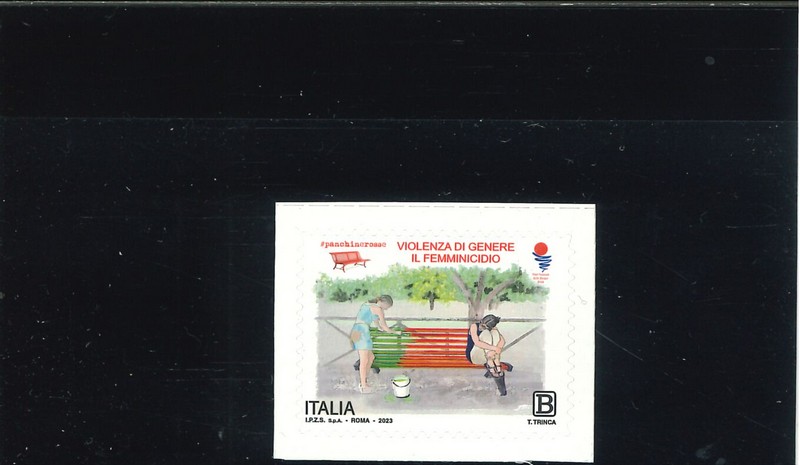 #panchinerosse
VIOLENZA DI GENERE
IL FEMMINICIDIO
ITALIA
I.P.Z.S. S.p.A. - ROMA - 2023
B
T. TRINCA